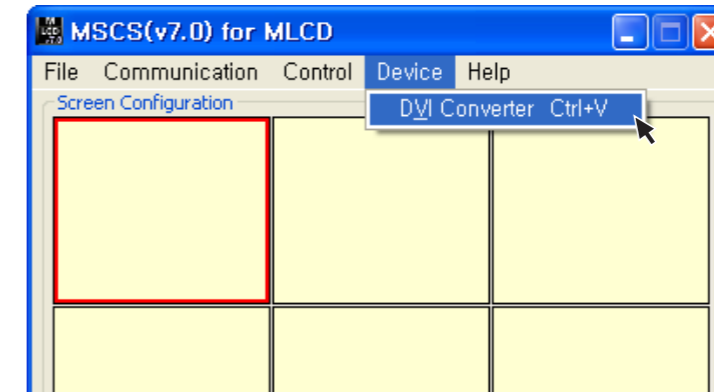 MSCS(v7.0) for MLCD
File Communication Control Device Help
Screen Configuration
DVI Converter Ctrl+V